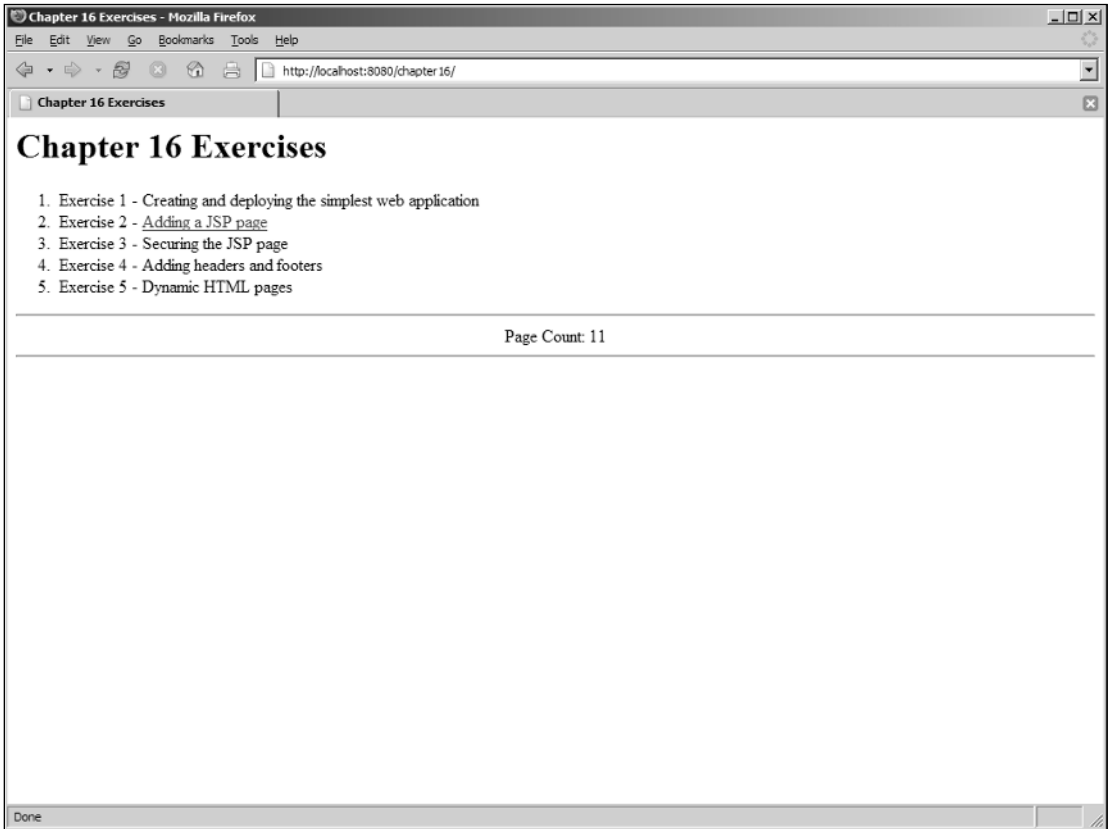 Chapter 16 Exercises - Mozilla Firefox
File Edit View Go Bookmarks Tools Help
http://localhost:8080/chapter16/
Chapter 16 Exercises
Chapter 16 Exercises
1. Exercise 1 - Creating and deploying the simplest web application
2. Exercise 2 - Adding a JSP page
3. Exercise 3 - Securing the JSP page
4. Exercise 4 - Adding headers and footers
5. Exercise 5 - Dynamic HTML pages
Page Count: 11
Done